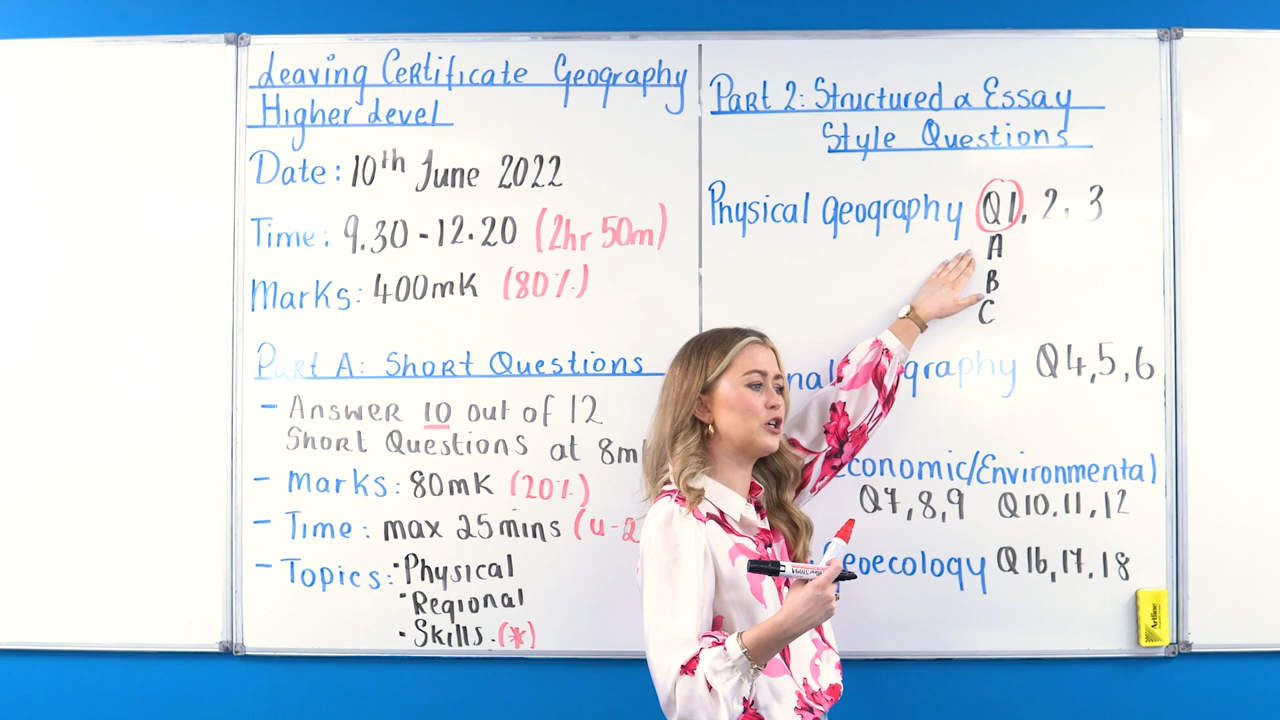 Leaving Certificate Geography
Higher Level
Date: 10th June 2022
Time: 9.30 - 12.20 (2hr 50m)
Marks: 400mk (80%)
Part A: Short Questions
- Answer 10 out of 12
Short Questions at 8m
- Marks: 80mk (20%)
- Time: max 25mins
- Topics: • Physical
• Regional
• Skills. (*)
Part 2: Structured & Essay
Style Questions
Physical geography Q1, 2, 3
A
B
C
Q4,5,6
Economic/Environmental
Q7,8,9 Q10,11,12
Geoecology Q16,17,18
Artline